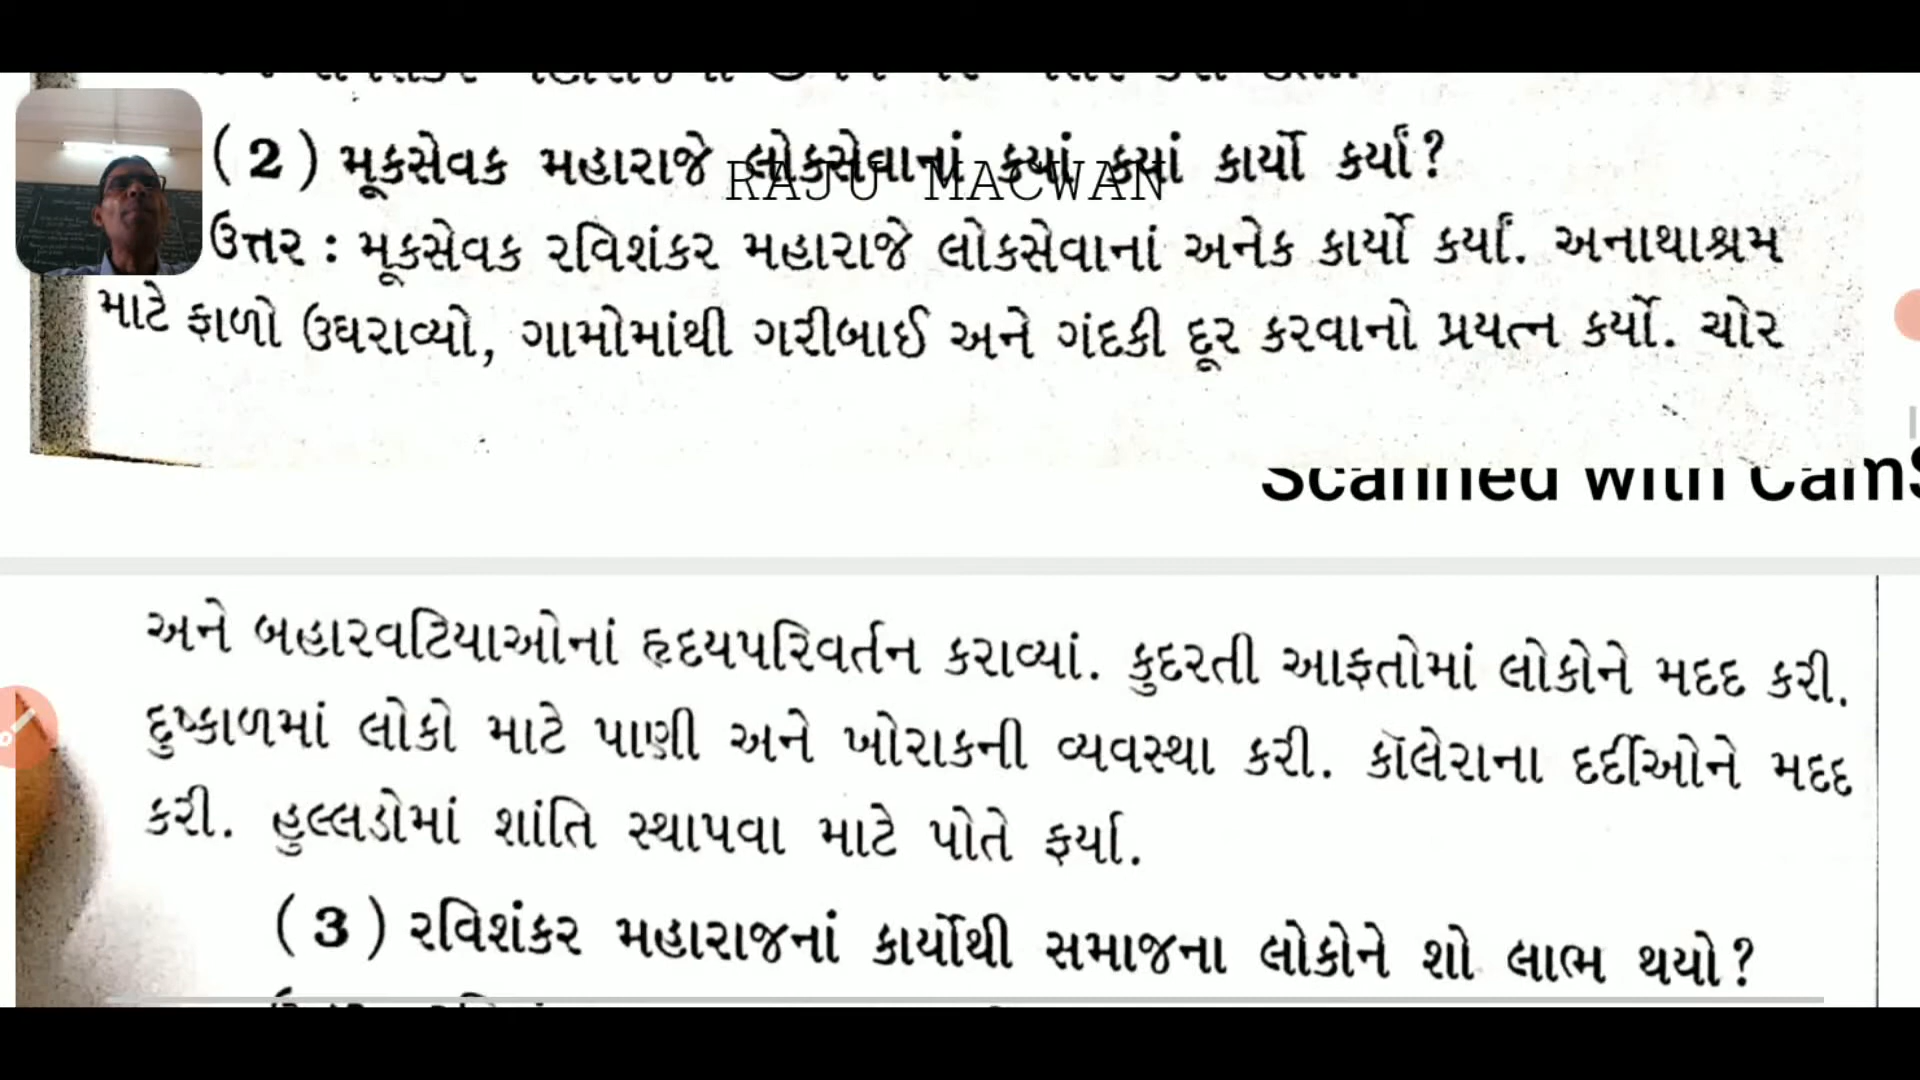 (2) મૂકસેવક મહારાજે લોકસેવાનાં કયાં કયાં કાર્યો કર્યાં?
RAJU MACWAN
ઉત્તર : મૂકસેવક રવિશંકર મહારાજે લોકસેવાનાં અનેક કાર્યો કર્યાં. અનાથાશ્રમ
માટે ફાળો ઉઘરાવ્યો, ગામોમાંથી ગરીબાઈ અને ગંદકી દૂર કરવાનો પ્રયત્ન કર્યો. ચોર
Scanned with CamS
અને બહારવટિયાઓનાં હૃદયપરિવર્તન કરાવ્યાં. કુદરતી આફતોમાં લોકોને મદદ કરી.
દુષ્કાળમાં લોકો માટે પાણી અને ખોરાકની વ્યવસ્થા કરી. કૉલેરાના દર્દીઓને મદદ
કરી. હુલ્લડોમાં શાંતિ સ્થાપવા માટે પોતે ફર્યા.
(3) રવિશંકર મહારાજનાં કાર્યોથી સમાજના લોકોને શો લાભ થયો?